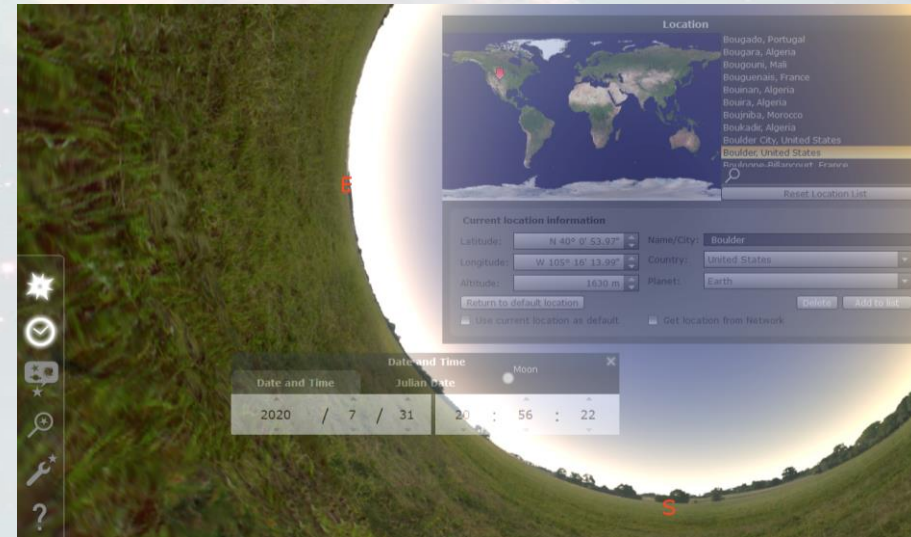 Location
Bougado, Portugal
Bougara, Algeria
Bougouni, Mali
Bouguenais, France
Bouinan, Algeria
Bouira, Algeria
Boujniba, Morocco
Boukadir, Algeria
Boulder City, United States
Boulder, United States
Boulogne-Billancourt, France
Reset Location List
E
Current location information
Latitude: N 40° 0' 53.97" Name/City: Boulder
Longitude: W 105° 16' 13.99" Country: United States
Altitude: 1630 m Planet: Earth
Return to default location Delete Add to list
Use current location as default Get location from Network
Date and Time
Moon
Date and Time Julian Date
2020 / 7 / 31 20 : 56 : 22
S
?